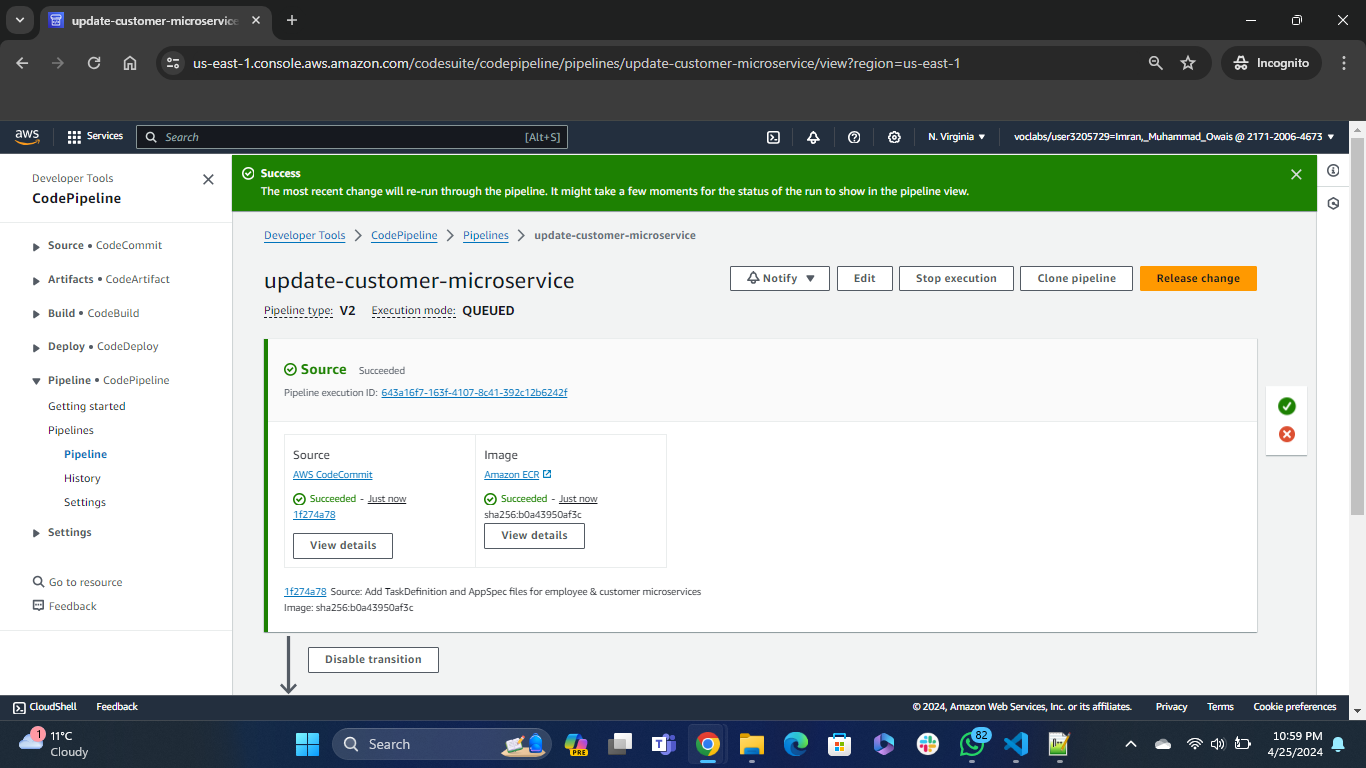 update-customer-microservice
us-east-1.console.aws.amazon.com/codesuite/codepipeline/pipelines/update-customer-microservice/view?region=us-east-1
Incognito
aws
Services
Search
[Alt+S]
N. Virginia
voclabs/user3205729=Imran,_Muhammad_Owais @ 2171-2006-4673
Developer Tools
CodePipeline
Source • CodeCommit
Artifacts • CodeArtifact
Build • CodeBuild
Deploy • CodeDeploy
Pipeline • CodePipeline
Getting started
Pipelines
Pipeline
History
Settings
Settings
Go to resource
Feedback
Success
The most recent change will re-run through the pipeline. It might take a few moments for the status of the run to show in the pipeline view.
Developer Tools
CodePipeline
Pipelines
update-customer-microservice
update-customer-microservice
Notify
Edit
Stop execution
Clone pipeline
Release change
Pipeline type: V2 Execution mode: QUEUED
Source Succeeded
Pipeline execution ID: 643a16f7-163f-4107-8c41-392c12b6242f
Source
AWS CodeCommit
Succeeded - Just now
1f274a78
View details
Image
Amazon ECR
Succeeded - Just now
sha256:b0a43950af3c
View details
1f274a78 Source: Add TaskDefinition and AppSpec files for employee & customer microservices
Image: sha256:b0a43950af3c
Disable transition
CloudShell
Feedback
© 2024, Amazon Web Services, Inc. or its affiliates.
Privacy
Terms
Cookie preferences
1
11°C
Cloudy
Search
PRE
82
10:59 PM
4/25/2024